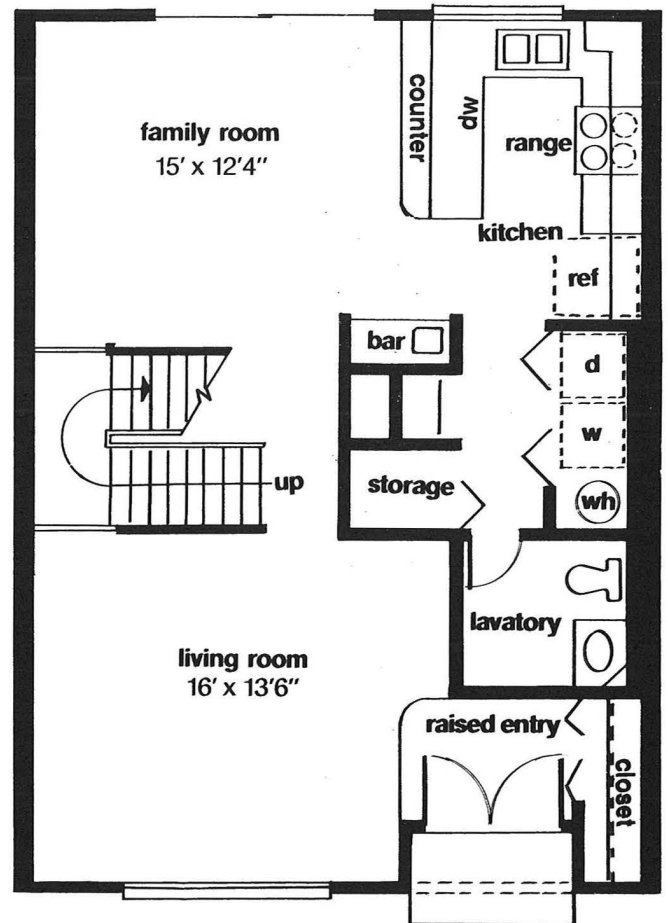 family room
15' x 12'4"
counter
dw
range
kitchen
ref
bar
d
w
storage
wh
up
lavatory
living room
16' x 13'6"
raised entry
closet